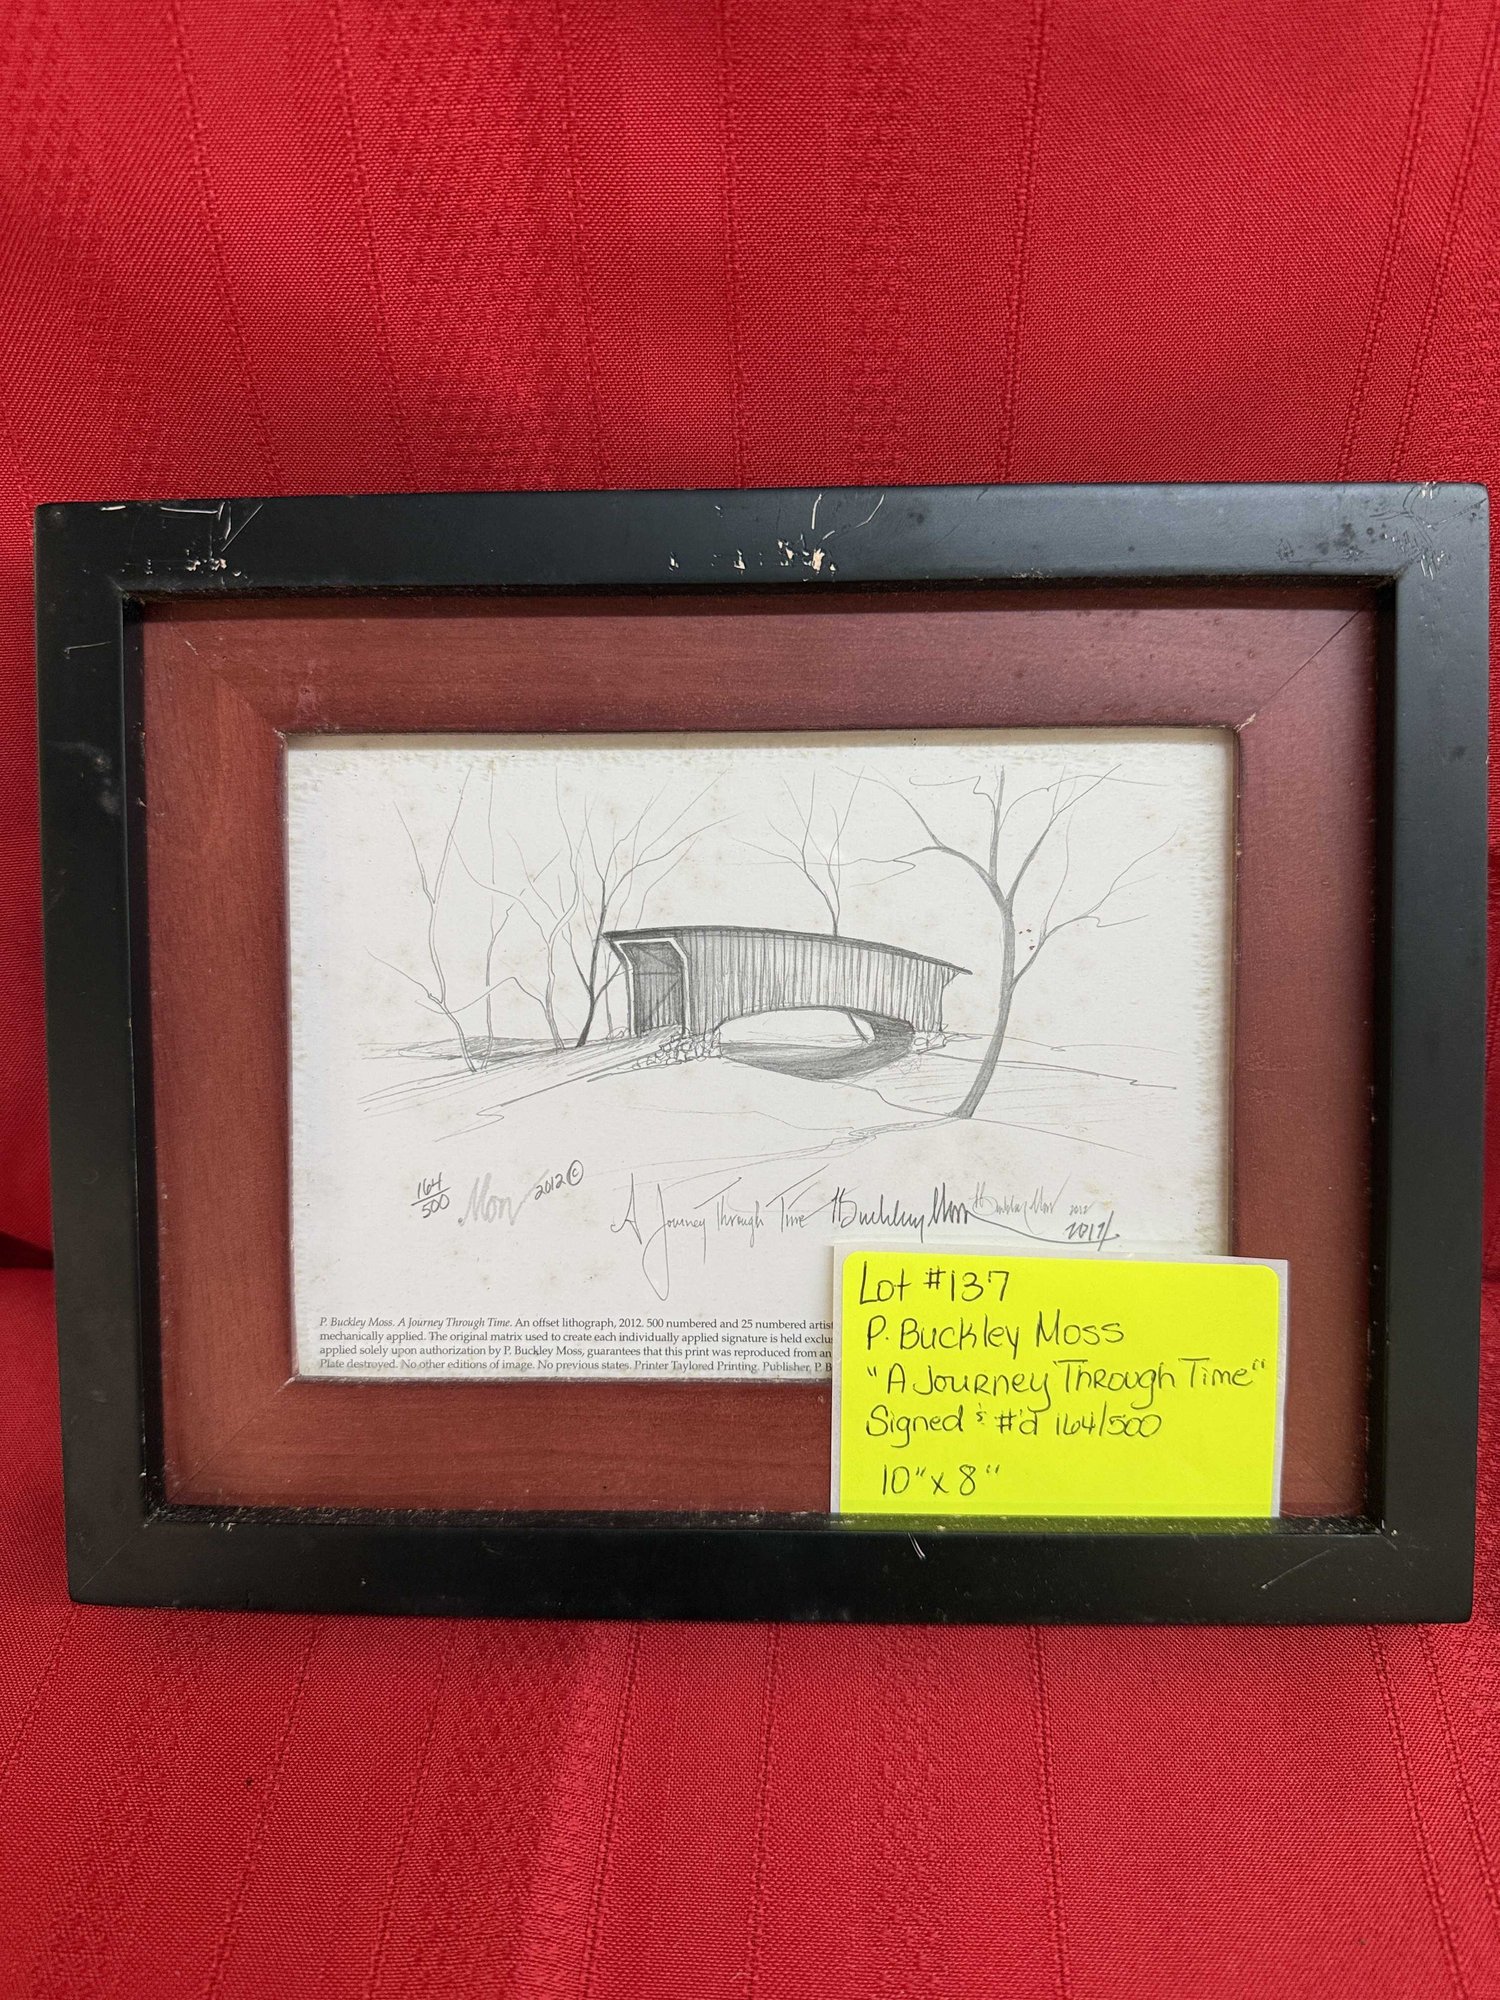 164/500 Moss 2012 ©
A Journey Through Time P Buckley Moss P Buckley Moss 2012
P. Buckley Moss. A Journey Through Time. An offset lithograph, 2012. 500 numbered and 25 numbered artist
mechanically applied. The original matrix used to create each individually applied signature is held exclu
applied solely upon authorization by P. Buckley Moss, guarantees that this print was reproduced from an
Plate destroyed. No other editions of image. No previous states. Printer Taylored Printing. Publisher, P. B
Lot #137
P. Buckley Moss
"A Journey Through Time"
Signed & #'d 164/500
10" x 8"